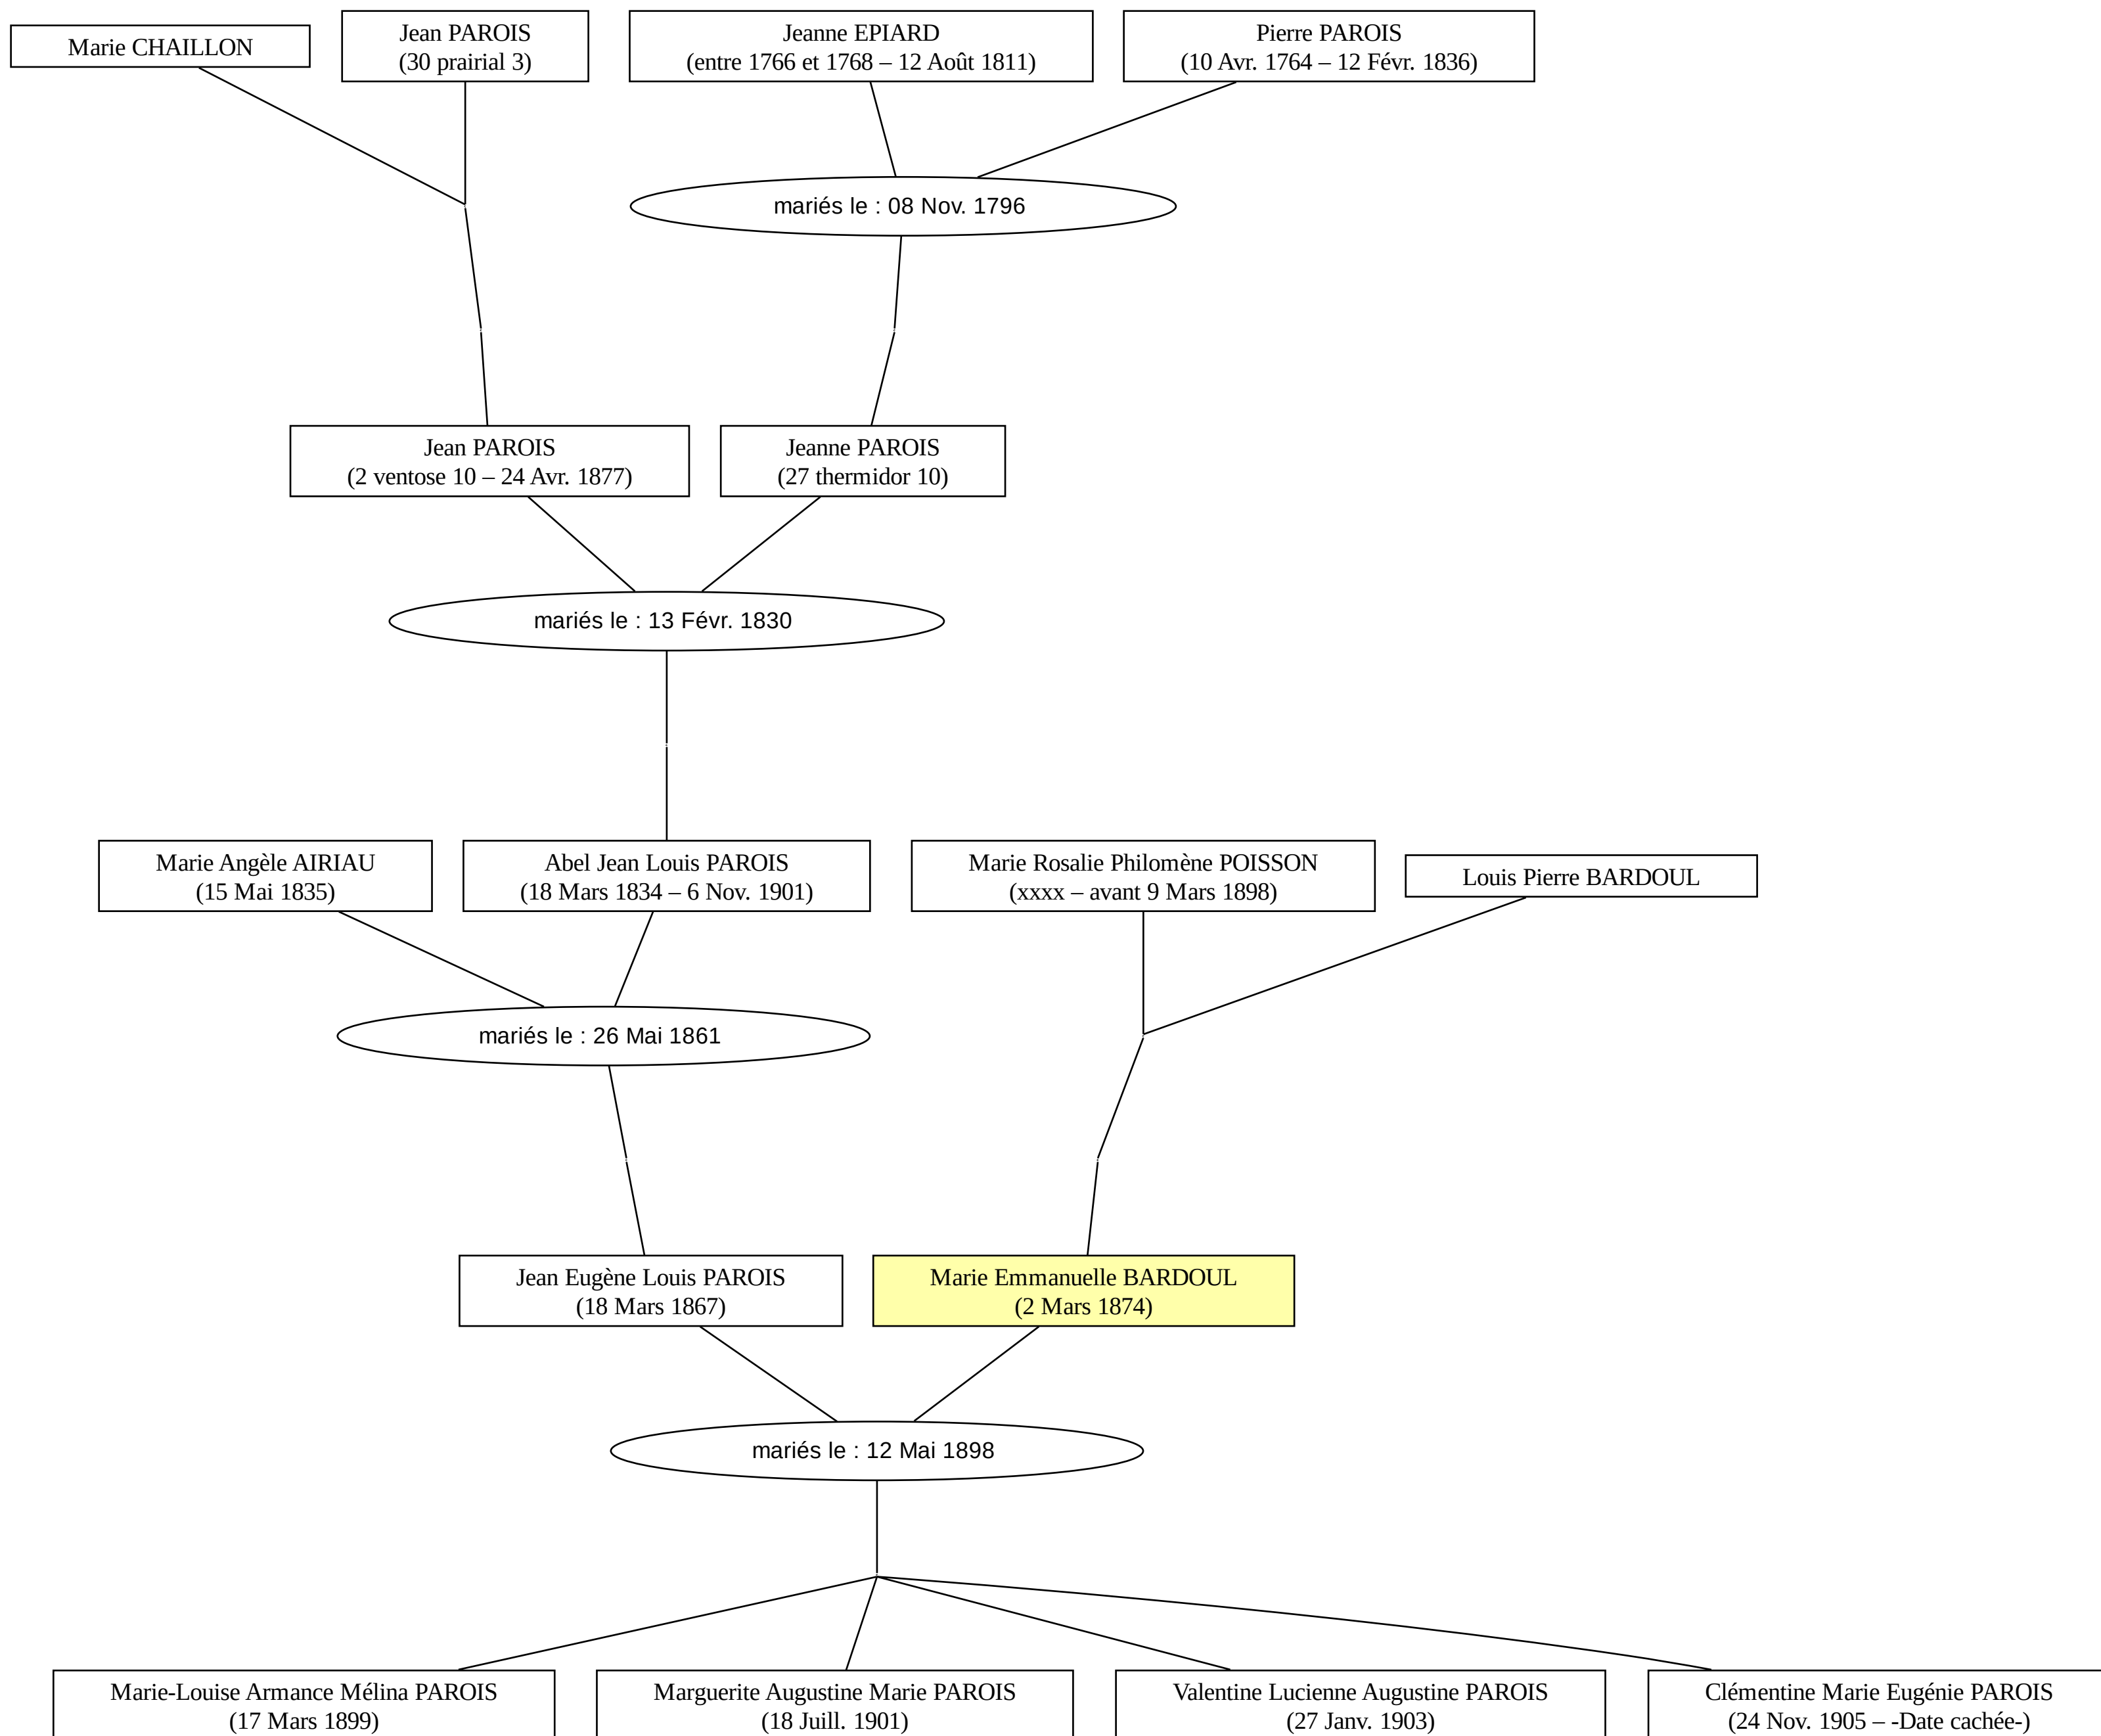 Marie CHAILLON
Jean PAROIS
(30 prairial 3)
Jeanne EPIARD
(entre 1766 et 1768 – 12 Août 1811)
Pierre PAROIS
(10 Avr. 1764 – 12 Févr. 1836)
mariés le : 08 Nov. 1796
Jean PAROIS
(2 ventose 10 – 24 Avr. 1877)
Jeanne PAROIS
(27 thermidor 10)
mariés le : 13 Févr. 1830
Marie Angèle AIRIAU
(15 Mai 1835)
Abel Jean Louis PAROIS
(18 Mars 1834 – 6 Nov. 1901)
Marie Rosalie Philomène POISSON
(xxxx – avant 9 Mars 1898)
Louis Pierre BARDOUL
mariés le : 26 Mai 1861
Jean Eugène Louis PAROIS
(18 Mars 1867)
Marie Emmanuelle BARDOUL
(2 Mars 1874)
mariés le : 12 Mai 1898
Marie-Louise Armance Mélina PAROIS
(17 Mars 1899)
Marguerite Augustine Marie PAROIS
(18 Juill. 1901)
Valentine Lucienne Augustine PAROIS
(27 Janv. 1903)
Clémentine Marie Eugénie PAROIS
(24 Nov. 1905 – -Date cachée-)